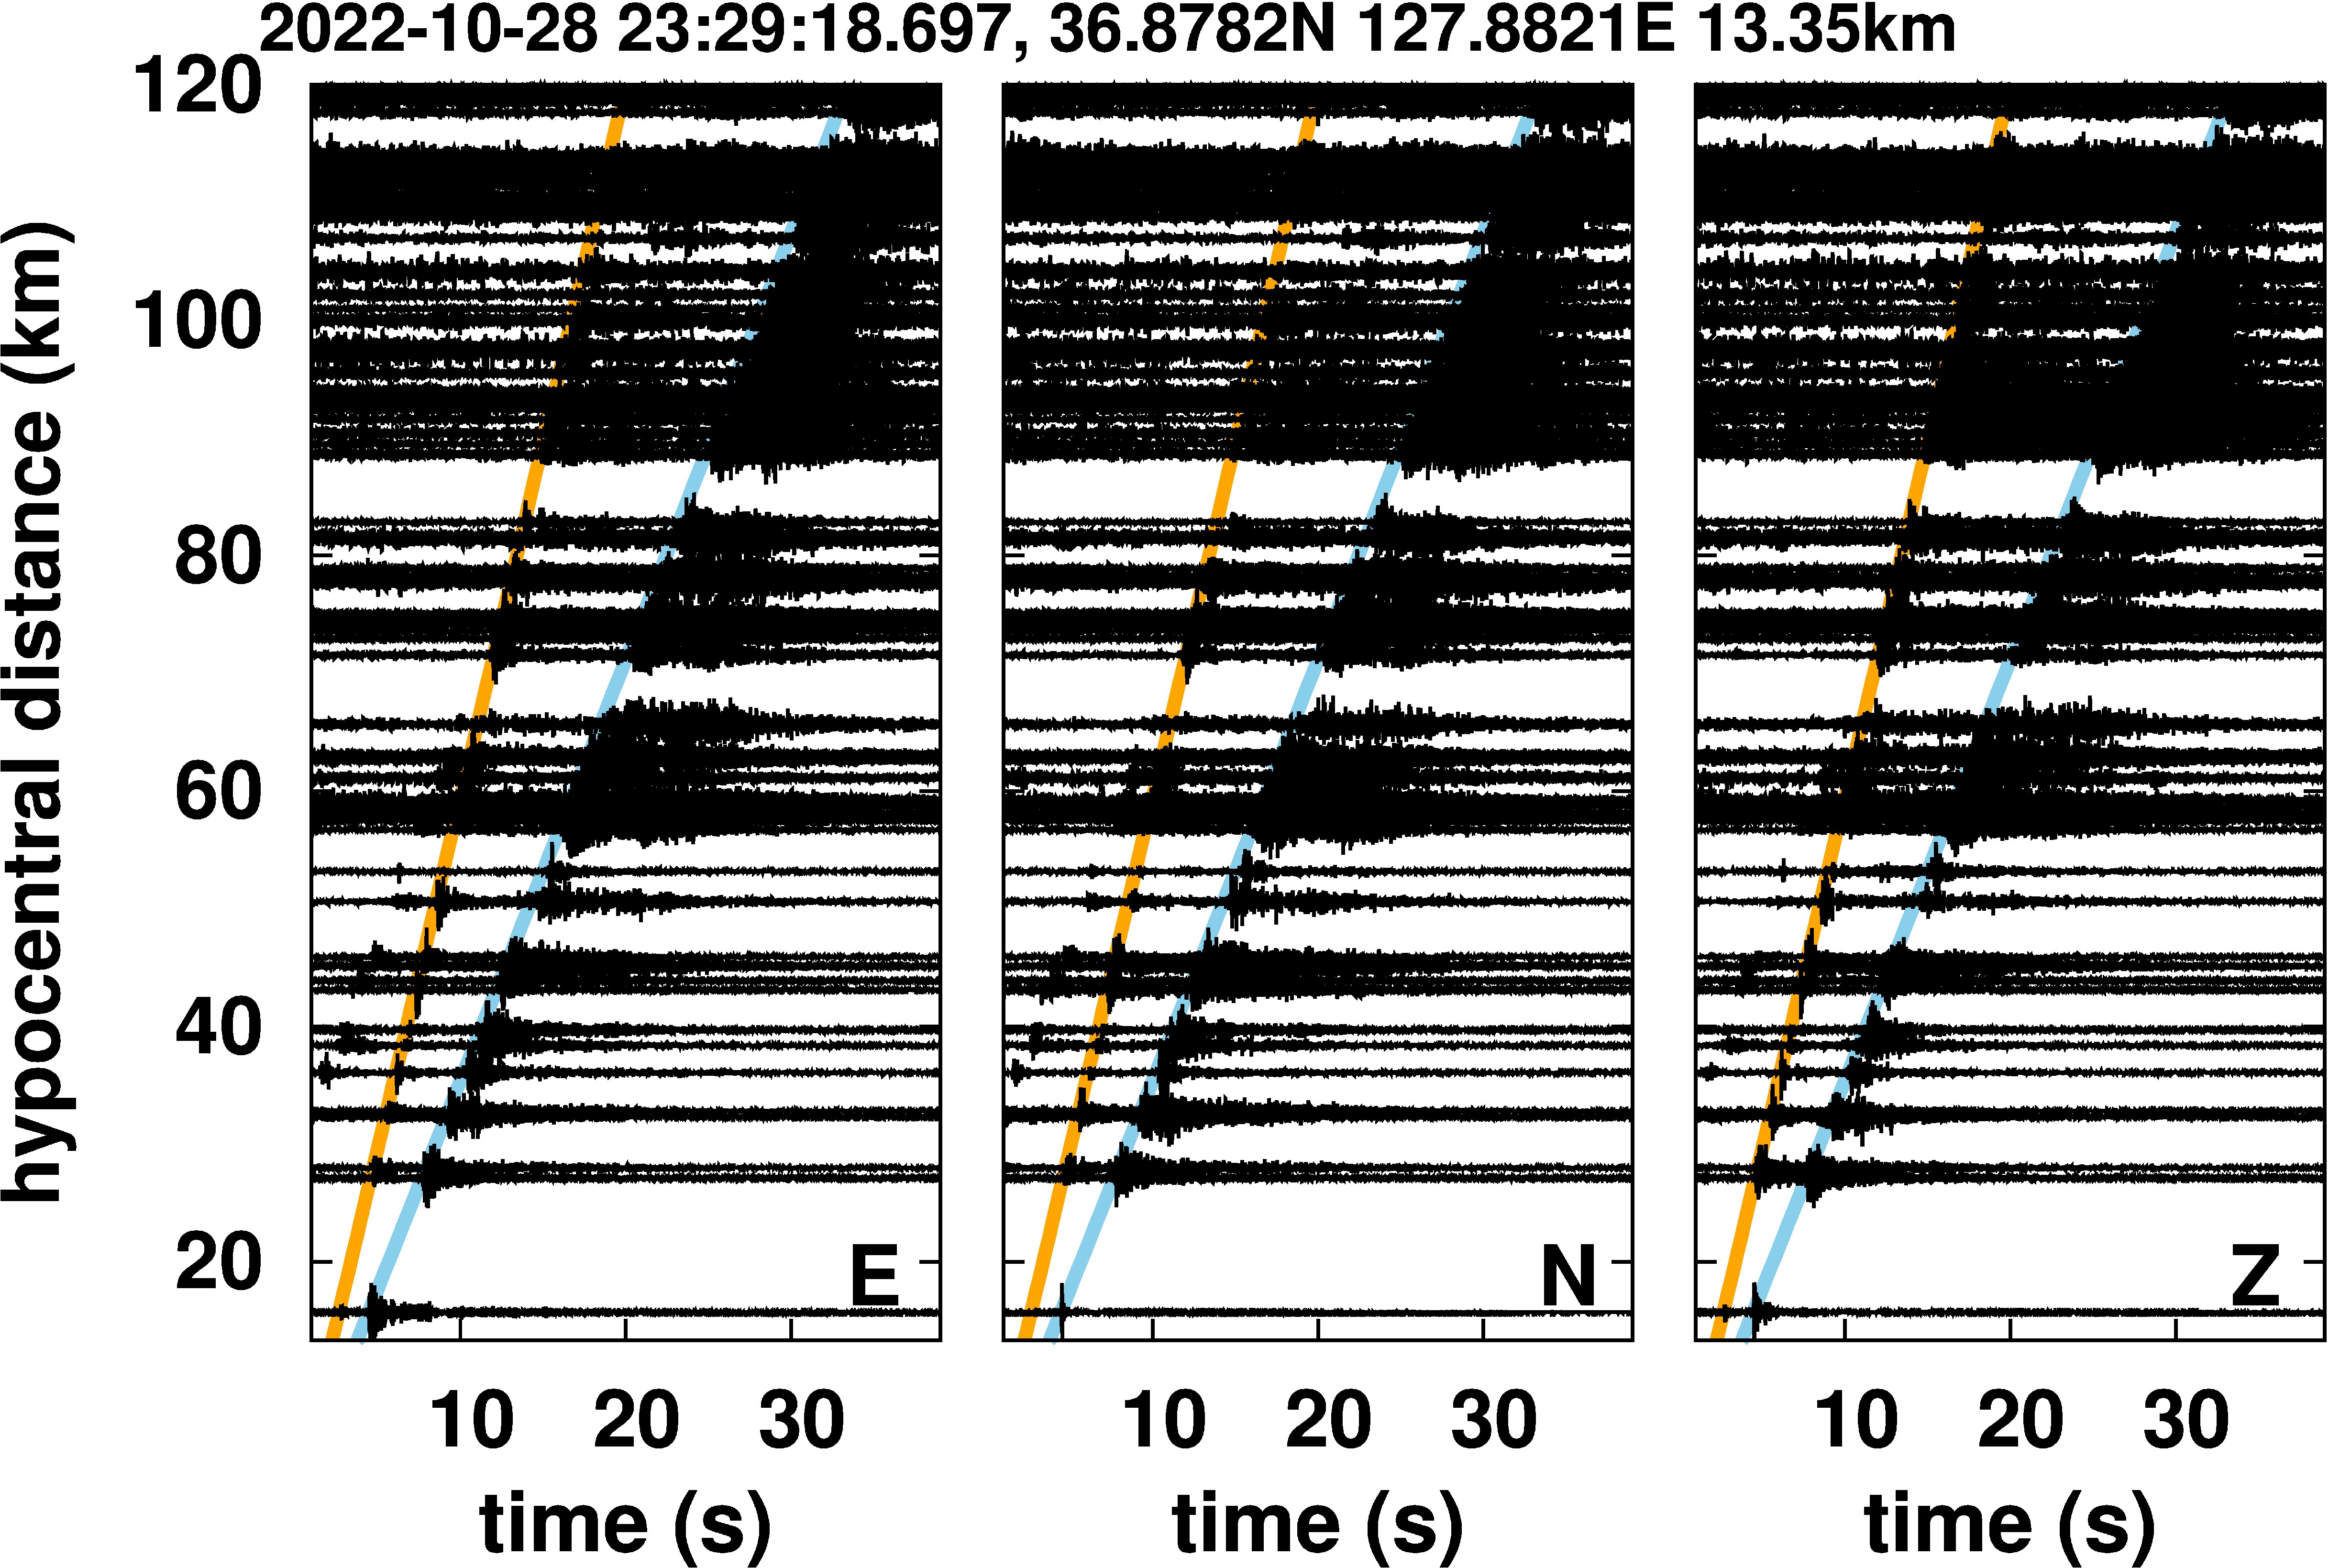 2022-10-28 23:29:18.697, 36.8782N 127.8821E 13.35km
hypocentral distance (km)
120
100
80
60
40
20
E
N
Z
10 20 30
10 20 30
10 20 30
time (s)
time (s)
time (s)